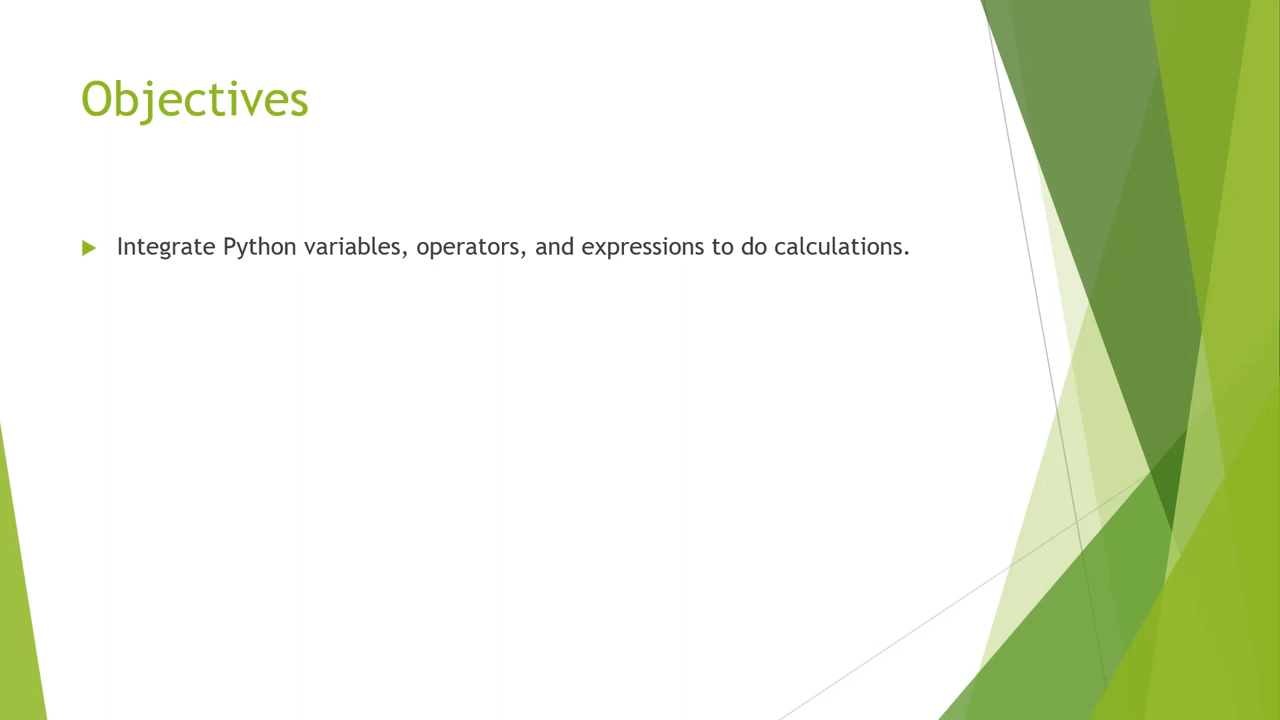 Objectives
Integrate Python variables, operators, and expressions to do calculations.